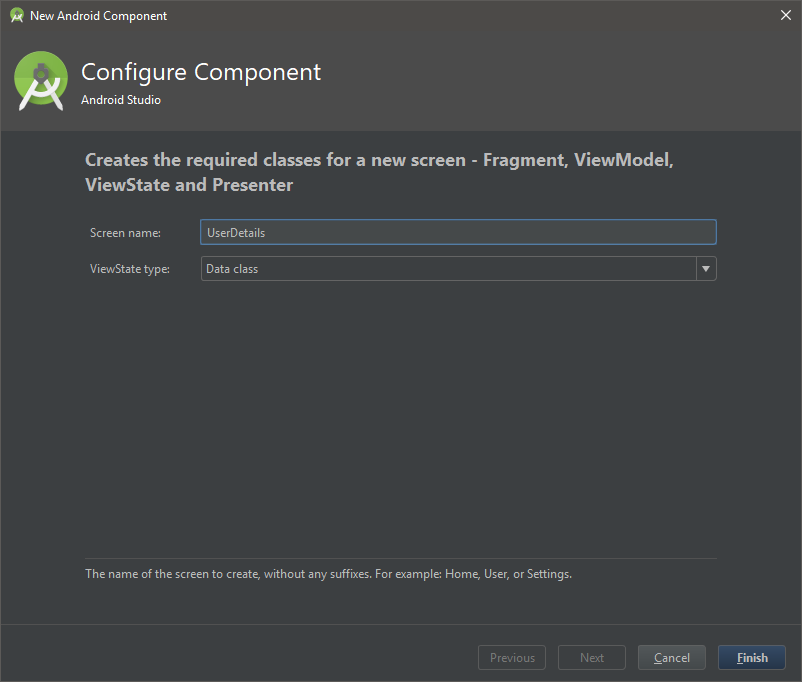 New Android Component
Configure Component
Android Studio
Creates the required classes for a new screen - Fragment, ViewModel,
ViewState and Presenter
Screen name: UserDetails
ViewState type: Data class
The name of the screen to create, without any suffixes. For example: Home, User, or Settings.
Previous Next Cancel Finish